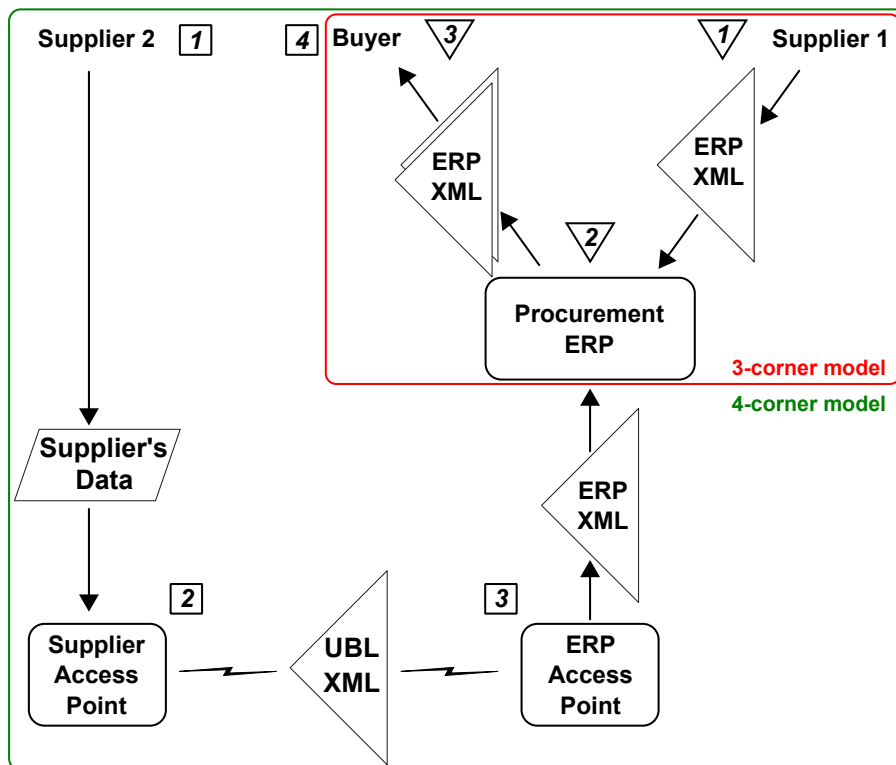 Supplier 2
1
4
Buyer
3
1
Supplier 1
ERP
XML
ERP
XML
2
Procurement
ERP
3-corner model
4-corner model
Supplier's
Data
ERP
XML
2
3
Supplier
Access
Point
UBL
XML
ERP
Access
Point